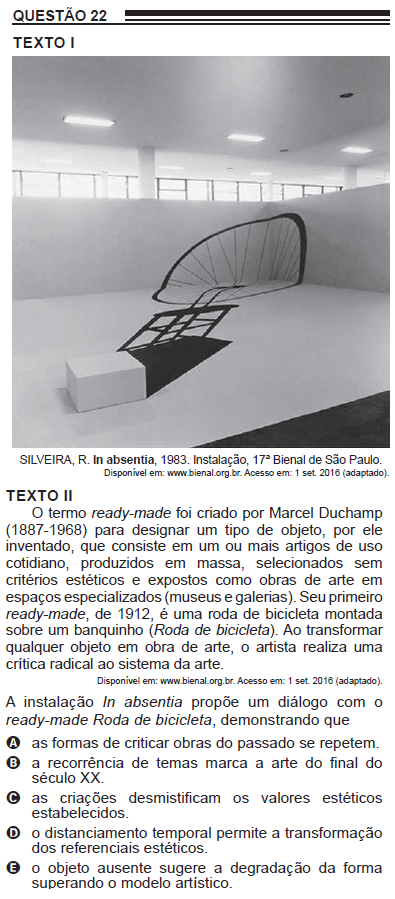 QUESTÃO 22
TEXTO I
SILVEIRA, R. In absentia, 1983. Instalação, 17ª Bienal de São Paulo.
Disponível em: www.bienal.org.br. Acesso em: 1 set. 2016 (adaptado).
TEXTO II
O termo ready-made foi criado por Marcel Duchamp
(1887-1968) para designar um tipo de objeto, por ele
inventado, que consiste em um ou mais artigos de uso
cotidiano, produzidos em massa, selecionados sem
critérios estéticos e expostos como obras de arte em
espaços especializados (museus e galerias). Seu primeiro
ready-made, de 1912, é uma roda de bicicleta montada
sobre um banquinho (Roda de bicicleta). Ao transformar
qualquer objeto em obra de arte, o artista realiza uma
crítica radical ao sistema da arte.
Disponível em: www.bienal.org.br. Acesso em: 1 set. 2016 (adaptado).
A instalação In absentia propõe um diálogo com o
ready-made Roda de bicicleta, demonstrando que
A as formas de criticar obras do passado se repetem.
B a recorrência de temas marca a arte do final do
século XX.
C as criações desmistificam os valores estéticos
estabelecidos.
D o distanciamento temporal permite a transformação
dos referenciais estéticos.
E o objeto ausente sugere a degradação da forma
superando o modelo artístico.